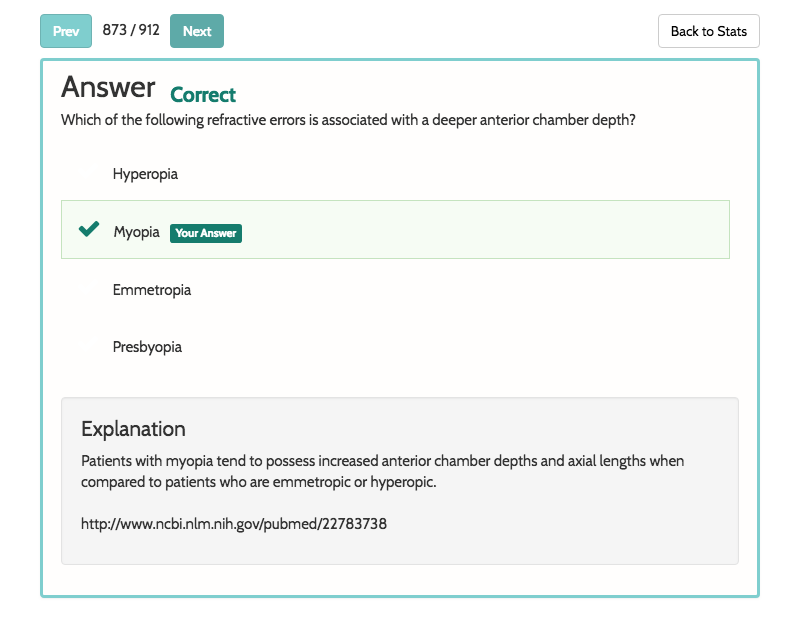 Prev 873 / 912 Next Back to Stats
Answer Correct
Which of the following refractive errors is associated with a deeper anterior chamber depth?
Hyperopia
Myopia Your Answer
Emmetropia
Presbyopia
Explanation
Patients with myopia tend to possess increased anterior chamber depths and axial lengths when
compared to patients who are emmetropic or hyperopic.
http://www.ncbi.nlm.nih.gov/pubmed/22783738